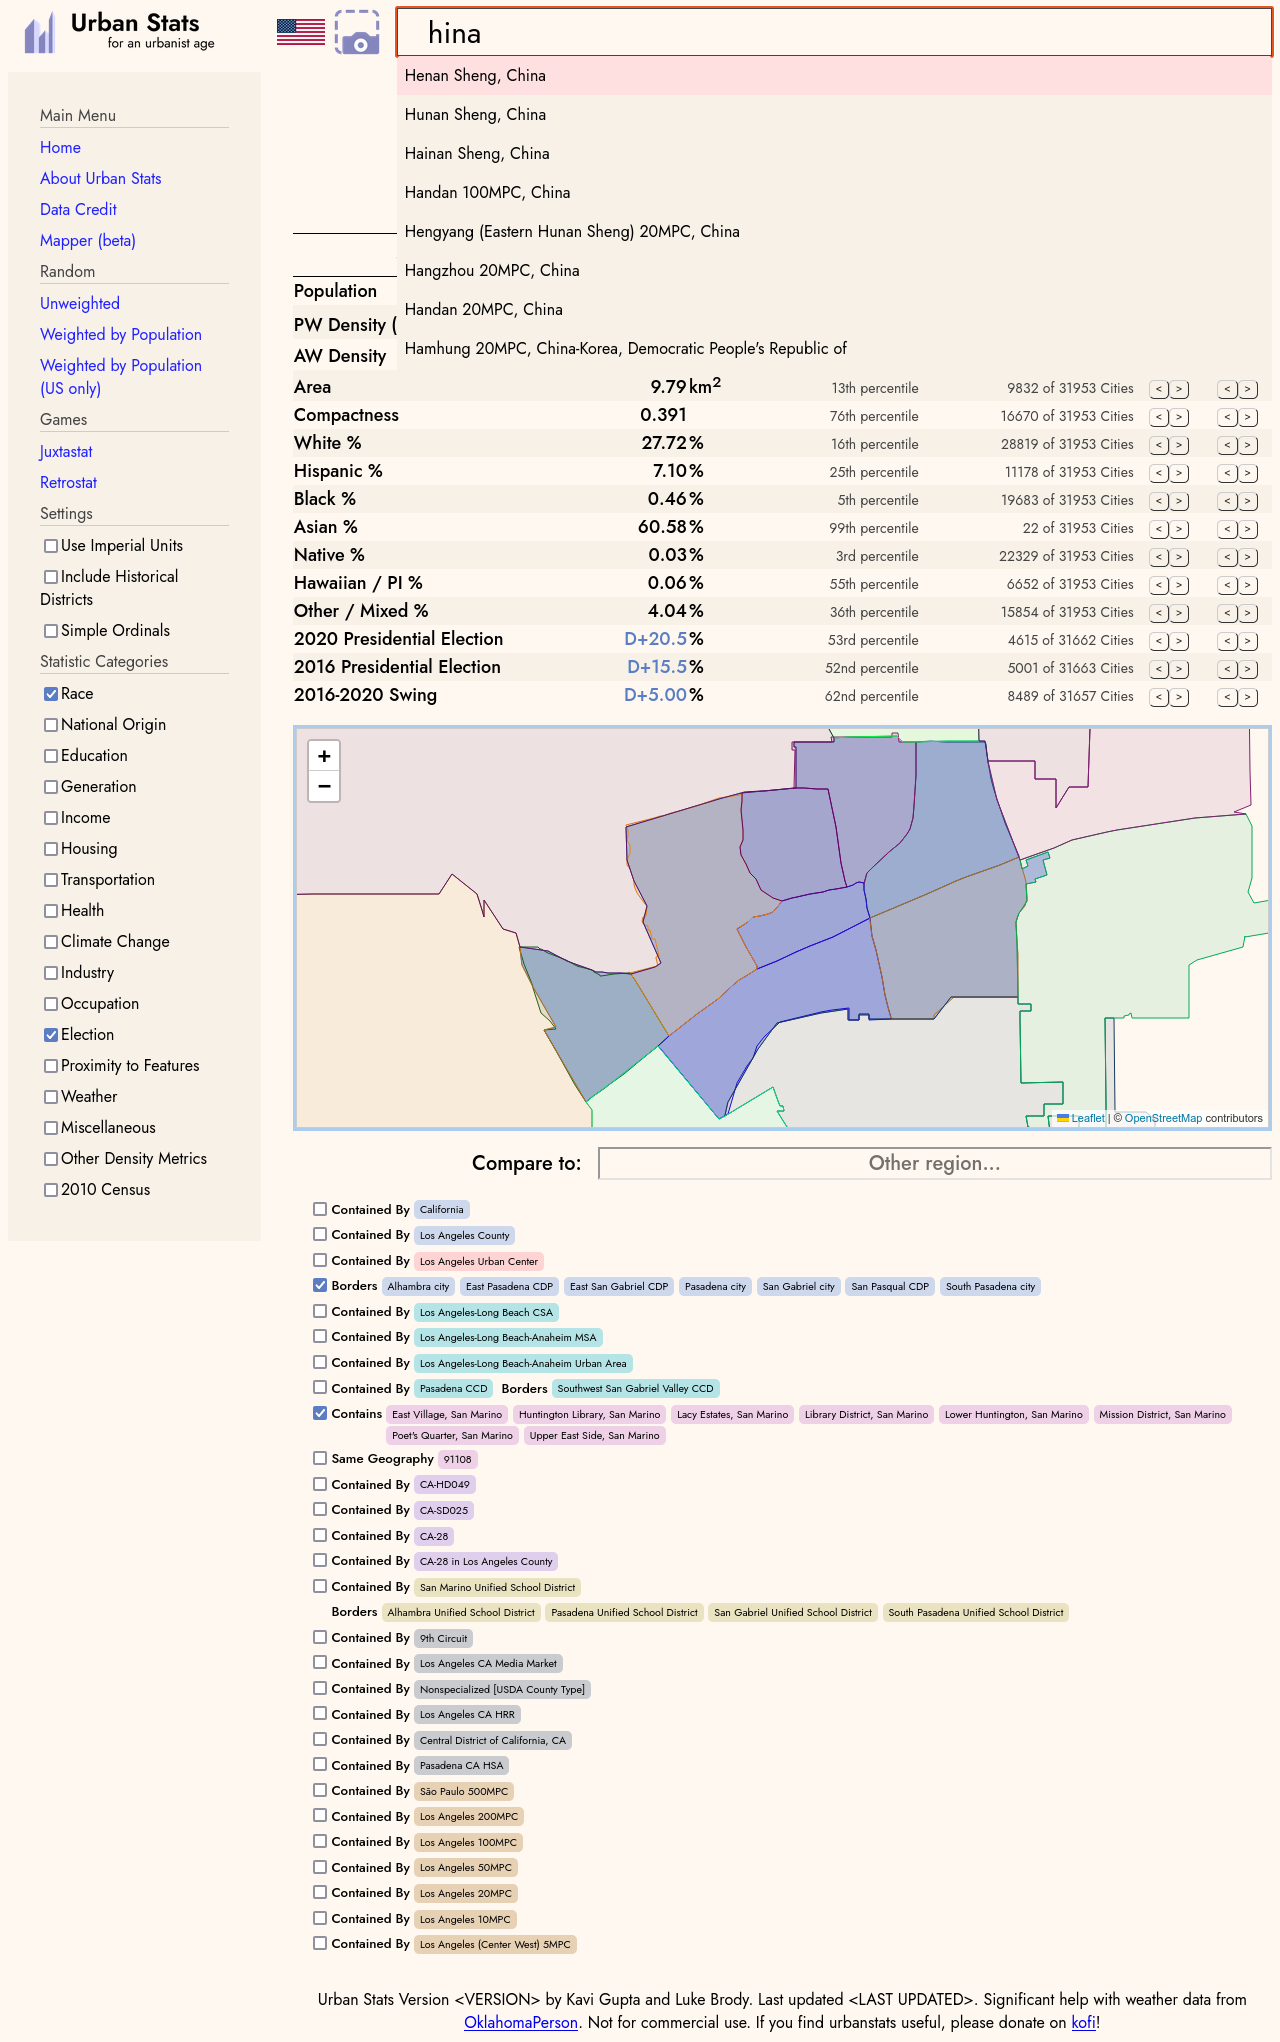 Urban Stats
for an urbanist age
hina
Henan Sheng, China
Hunan Sheng, China
Hainan Sheng, China
Handan 100MPC, China
Hengyang (Eastern Hunan Sheng) 20MPC, China
Hangzhou 20MPC, China
Handan 20MPC, China
Hamhung 20MPC, China-Korea, Democratic People's Republic of
Main Menu
Home
About Urban Stats
Data Credit
Mapper (beta)
Random
Unweighted
Weighted by Population
Weighted by Population
(US only)
Games
Juxtastat
Retrostat
Settings
Use Imperial Units
Include Historical
Districts
Simple Ordinals
Statistic Categories
Race
National Origin
Education
Generation
Income
Housing
Transportation
Health
Climate Change
Industry
Occupation
Election
Proximity to Features
Weather
Miscellaneous
Other Density Metrics
2010 Census
Population
PW Density (
AW Density
Area 9.79 km² 13th percentile 9832 of 31953 Cities < > < >
Compactness 0.391 76th percentile 16670 of 31953 Cities < > < >
White % 27.72 % 16th percentile 28819 of 31953 Cities < > < >
Hispanic % 7.10 % 25th percentile 11178 of 31953 Cities < > < >
Black % 0.46 % 5th percentile 19683 of 31953 Cities < > < >
Asian % 60.58 % 99th percentile 22 of 31953 Cities < > < >
Native % 0.03 % 3rd percentile 22329 of 31953 Cities < > < >
Hawaiian / PI % 0.06 % 55th percentile 6652 of 31953 Cities < > < >
Other / Mixed % 4.04 % 36th percentile 15854 of 31953 Cities < > < >
2020 Presidential Election D+20.5 % 53rd percentile 4615 of 31662 Cities < > < >
2016 Presidential Election D+15.5 % 52nd percentile 5001 of 31663 Cities < > < >
2016-2020 Swing D+5.00 % 62nd percentile 8489 of 31657 Cities < > < >
+
−
Leaflet | © OpenStreetMap contributors
Compare to: Other region...
Contained By California
Contained By Los Angeles County
Contained By Los Angeles Urban Center
Borders Alhambra city East Pasadena CDP East San Gabriel CDP Pasadena city San Gabriel city San Pasqual CDP South Pasadena city
Contained By Los Angeles-Long Beach CSA
Contained By Los Angeles-Long Beach-Anaheim MSA
Contained By Los Angeles-Long Beach-Anaheim Urban Area
Contained By Pasadena CCD Borders Southwest San Gabriel Valley CCD
Contains East Village, San Marino Huntington Library, San Marino Lacy Estates, San Marino Library District, San Marino Lower Huntington, San Marino Mission District, San Marino
Poet's Quarter, San Marino Upper East Side, San Marino
Same Geography 91108
Contained By CA-HD049
Contained By CA-SD025
Contained By CA-28
Contained By CA-28 in Los Angeles County
Contained By San Marino Unified School District
Borders Alhambra Unified School District Pasadena Unified School District San Gabriel Unified School District South Pasadena Unified School District
Contained By 9th Circuit
Contained By Los Angeles CA Media Market
Contained By Nonspecialized [USDA County Type]
Contained By Los Angeles CA HRR
Contained By Central District of California, CA
Contained By Pasadena CA HSA
Contained By São Paulo 500MPC
Contained By Los Angeles 200MPC
Contained By Los Angeles 100MPC
Contained By Los Angeles 50MPC
Contained By Los Angeles 20MPC
Contained By Los Angeles 10MPC
Contained By Los Angeles (Center West) 5MPC
Urban Stats Version <VERSION> by Kavi Gupta and Luke Brody. Last updated <LAST UPDATED>. Significant help with weather data from
OklahomaPerson. Not for commercial use. If you find urbanstats useful, please donate on kofi!